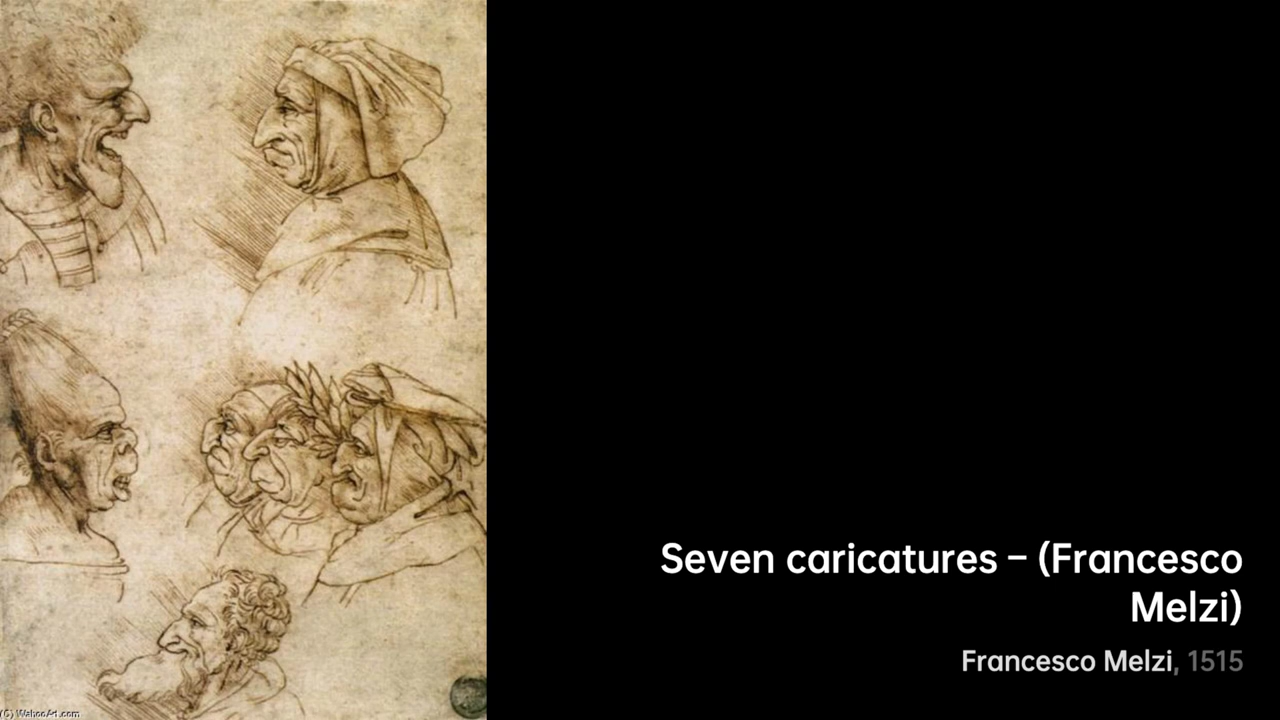 Seven caricatures – (Francesco
Melzi)
Francesco Melzi, 1515
(C) WahooArt.com